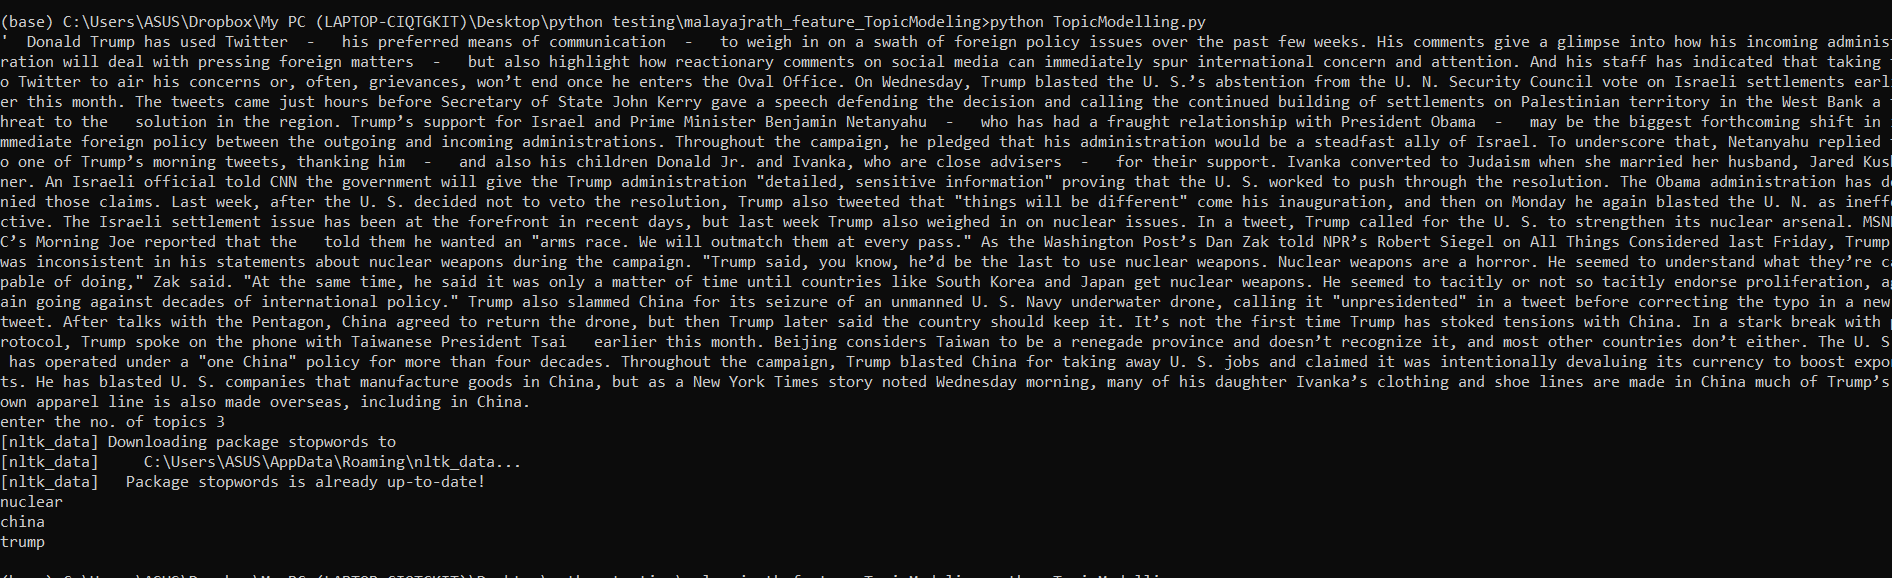 (base) C:\Users\ASUS\Dropbox\My PC (LAPTOP-CIQTGKIT)\Desktop\python testing\malayajrath_feature_TopicModeling>python TopicModelling.py
'  Donald Trump has used Twitter  -   his preferred means of communication  -   to weigh in on a swath of foreign policy issues over the past few weeks. His comments give a glimpse into how his incoming adminis
ration will deal with pressing foreign matters  -   but also highlight how reactionary comments on social media can immediately spur international concern and attention. And his staff has indicated that taking
o Twitter to air his concerns or, often, grievances, won’t end once he enters the Oval Office. On Wednesday, Trump blasted the U. S.’s abstention from the U. N. Security Council vote on Israeli settlements earli
er this month. The tweets came just hours before Secretary of State John Kerry gave a speech defending the decision and calling the continued building of settlements on Palestinian territory in the West Bank a
hreat to the   solution in the region. Trump’s support for Israel and Prime Minister Benjamin Netanyahu  -   who has had a fraught relationship with President Obama  -   may be the biggest forthcoming shift in
mmediate foreign policy between the outgoing and incoming administrations. Throughout the campaign, he pledged that his administration would be a steadfast ally of Israel. To underscore that, Netanyahu replied
o one of Trump’s morning tweets, thanking him  -   and also his children Donald Jr. and Ivanka, who are close advisers  -   for their support. Ivanka converted to Judaism when she married her husband, Jared Kus
ner. An Israeli official told CNN the government will give the Trump administration "detailed, sensitive information" proving that the U. S. worked to push through the resolution. The Obama administration has d
nied those claims. Last week, after the U. S. decided not to veto the resolution, Trump also tweeted that "things will be different" come his inauguration, and then on Monday he again blasted the U. N. as ineff
ctive. The Israeli settlement issue has been at the forefront in recent days, but last week Trump also weighed in on nuclear issues. In a tweet, Trump called for the U. S. to strengthen its nuclear arsenal. MSN
C’s Morning Joe reported that the   told them he wanted an "arms race. We will outmatch them at every pass." As the Washington Post’s Dan Zak told NPR’s Robert Siegel on All Things Considered last Friday, Trump
was inconsistent in his statements about nuclear weapons during the campaign. "Trump said, you know, he’d be the last to use nuclear weapons. Nuclear weapons are a horror. He seemed to understand what they’re c
pable of doing," Zak said. "At the same time, he said it was only a matter of time until countries like South Korea and Japan get nuclear weapons. He seemed to tacitly or not so tacitly endorse proliferation, a
ain going against decades of international policy." Trump also slammed China for its seizure of an unmanned U. S. Navy underwater drone, calling it "unpresidented" in a tweet before correcting the typo in a new
tweet. After talks with the Pentagon, China agreed to return the drone, but then Trump later said the country should keep it. It’s not the first time Trump has stoked tensions with China. In a stark break with
rotocol, Trump spoke on the phone with Taiwanese President Tsai   earlier this month. Beijing considers Taiwan to be a renegade province and doesn’t recognize it, and most other countries don’t either. The U. S
 has operated under a "one China" policy for more than four decades. Throughout the campaign, Trump blasted China for taking away U. S. jobs and claimed it was intentionally devaluing its currency to boost expo
ts. He has blasted U. S. companies that manufacture goods in China, but as a New York Times story noted Wednesday morning, many of his daughter Ivanka’s clothing and shoe lines are made in China much of Trump’s
own apparel line is also made overseas, including in China.
enter the no. of topics 3
[nltk_data] Downloading package stopwords to
[nltk_data]     C:\Users\ASUS\AppData\Roaming\nltk_data...
[nltk_data]   Package stopwords is already up-to-date!
nuclear
china
trump